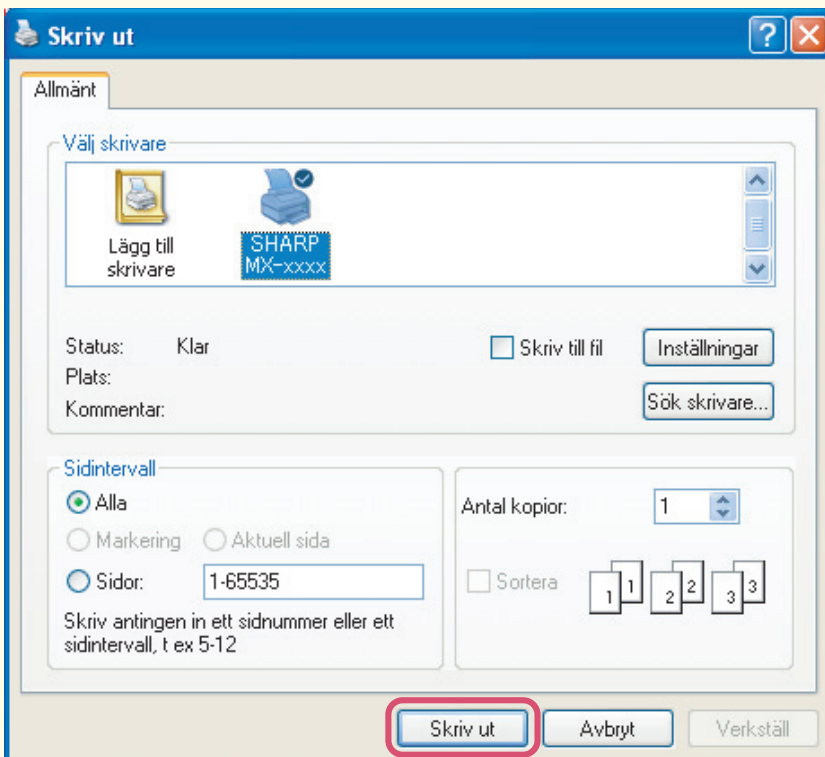 Skriv ut
Allmänt
Välj skrivare
Lägg till
skrivare
SHARP
MX-xxxx
Status: Klar
Plats:
Kommentar:
Skriv till fil
Inställningar
Sök skrivare...
Sidintervall
Alla
Markering Aktuell sida
Sidor: 1-65535
Skriv antingen in ett sidnummer eller ett
sidintervall, t ex 5-12
Antal kopior: 1
Sortera
1 1 2 2 3 3
Skriv ut Avbryt Verkställ